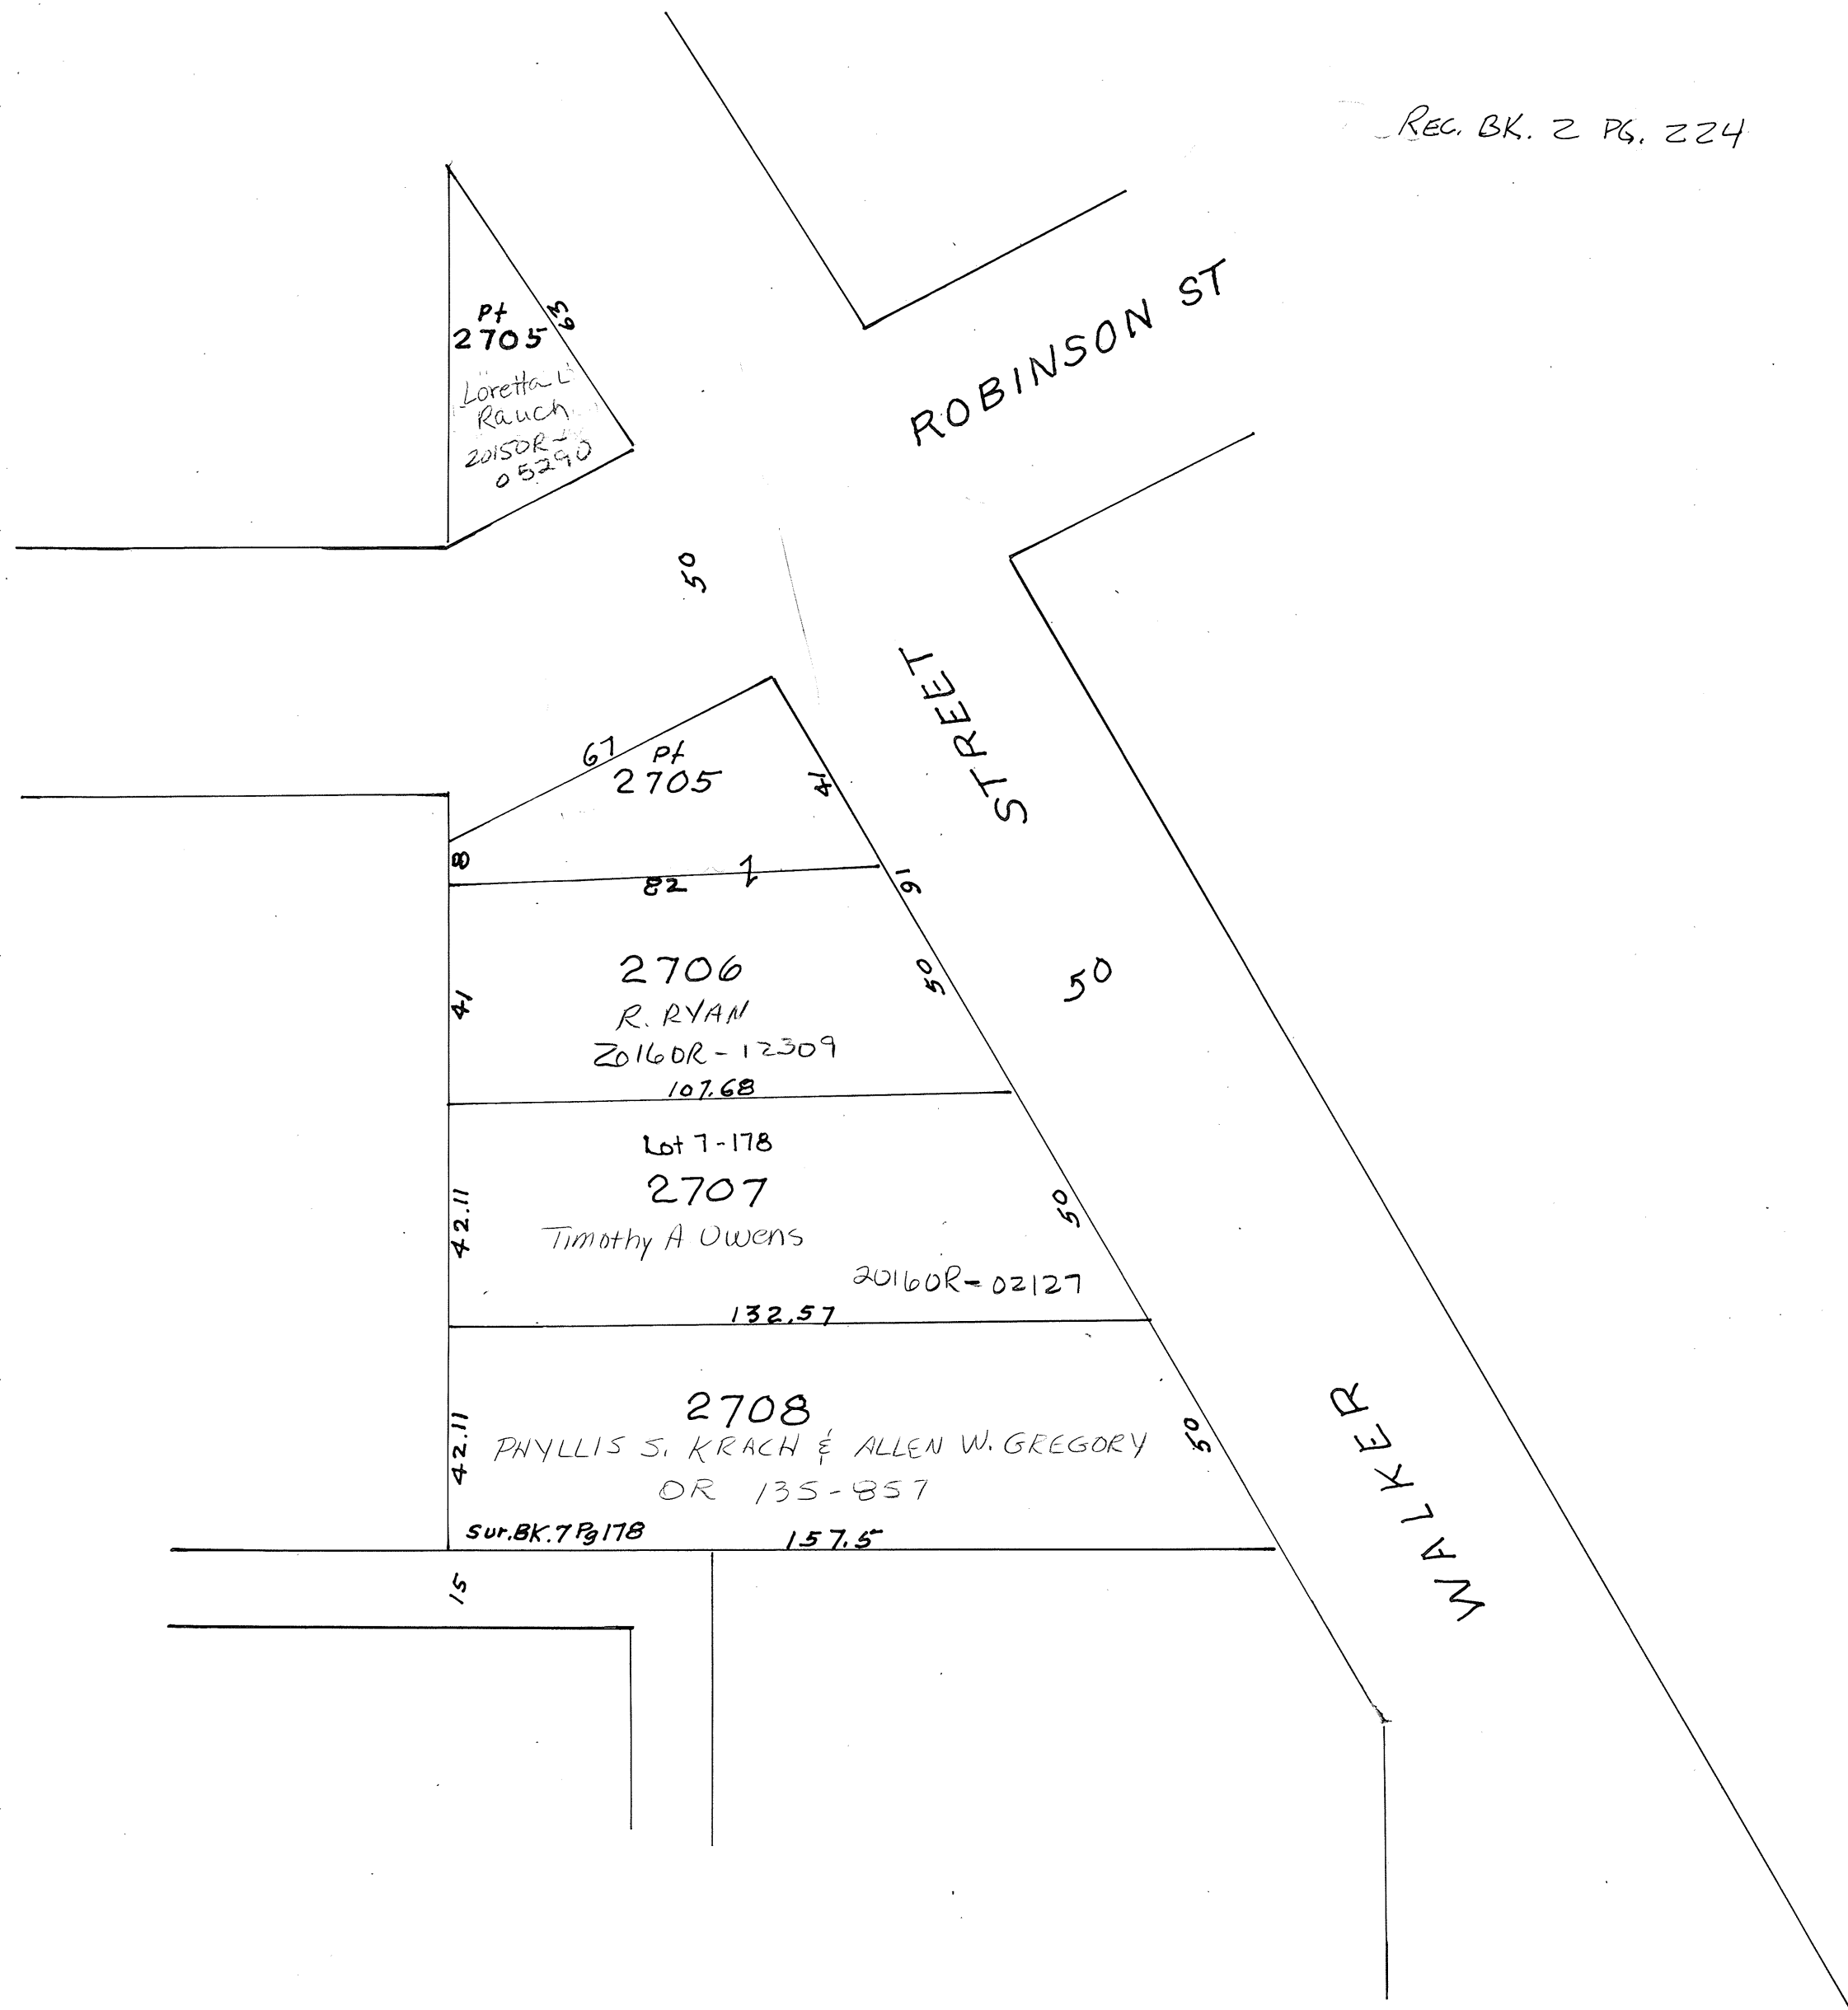 REC. BK. 2 PG. 224
Pt
2705
63
Loretta L
Rauch
2015OR-
05290
ROBINSON ST
50
STREET
67
Pt
2705
41
8
82
91
2706
R. RYAN
2016OR-12309
41
50
50
107.68
Lot 7-178
2707
Timothy A Owens
2016OR-02127
42.11
50
132.57
2708
PHYLLIS S. KRACH & ALLEN W. GREGORY
OR 135-857
42.11
50
Sur.BK.7 Pg 178
157.5
WALKER
15